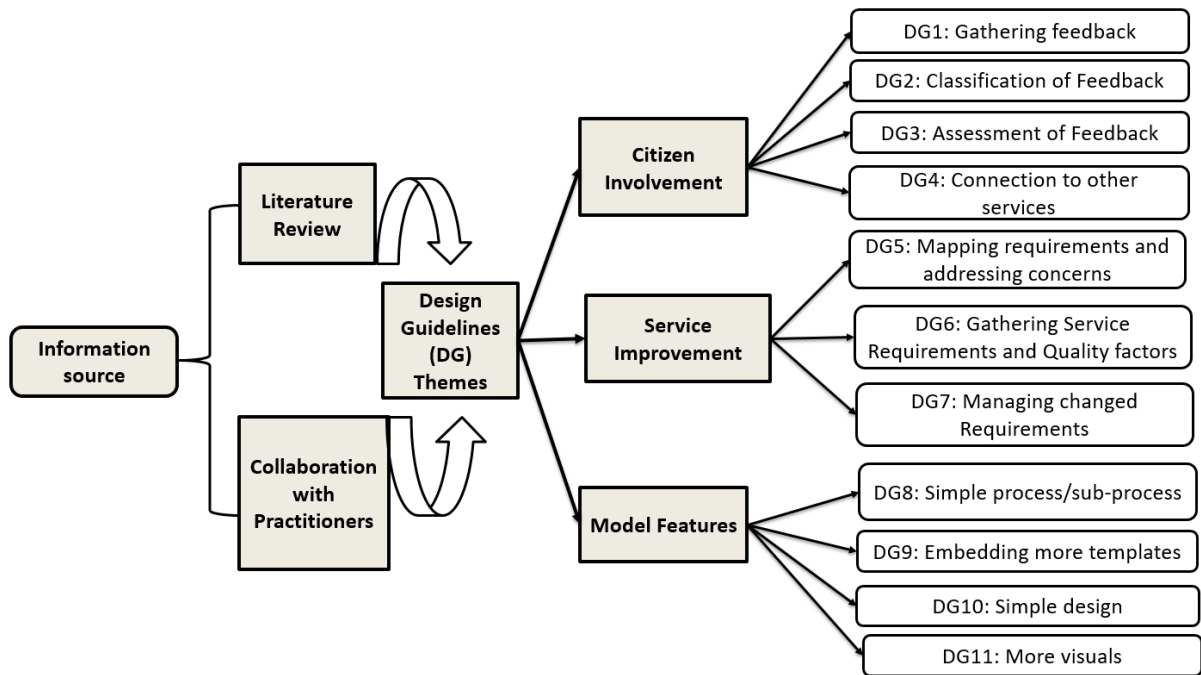 Information
source
Literature
Review
Collaboration
with
Practitioners
Design
Guidelines
(DG)
Themes
Citizen
Involvement
Service
Improvement
Model Features
DG1: Gathering feedback
DG2: Classification of Feedback
DG3: Assessment of Feedback
DG4: Connection to other
services
DG5: Mapping requirements and
addressing concerns
DG6: Gathering Service
Requirements and Quality factors
DG7: Managing changed
Requirements
DG8: Simple process/sub-process
DG9: Embedding more templates
DG10: Simple design
DG11: More visuals